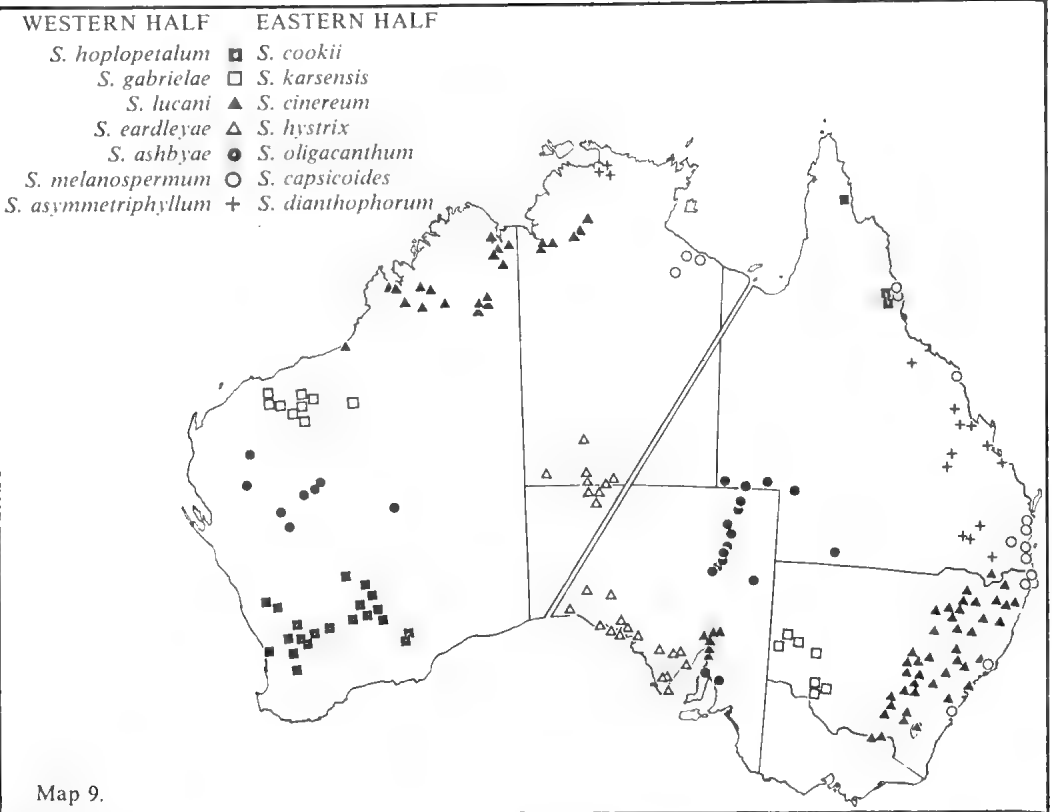 WESTERN HALF EASTERN HALF
S. hoplopetalum S. cookii
S. gabrielae S. karsensis
S. lucani S. cinereum
S. eardleyae S. hystrix
S. ashbyae S. oligacanthum
S. melanospermum S. capsicoides
S. asymmetriphyllum S. dianthophorum
Map 9.